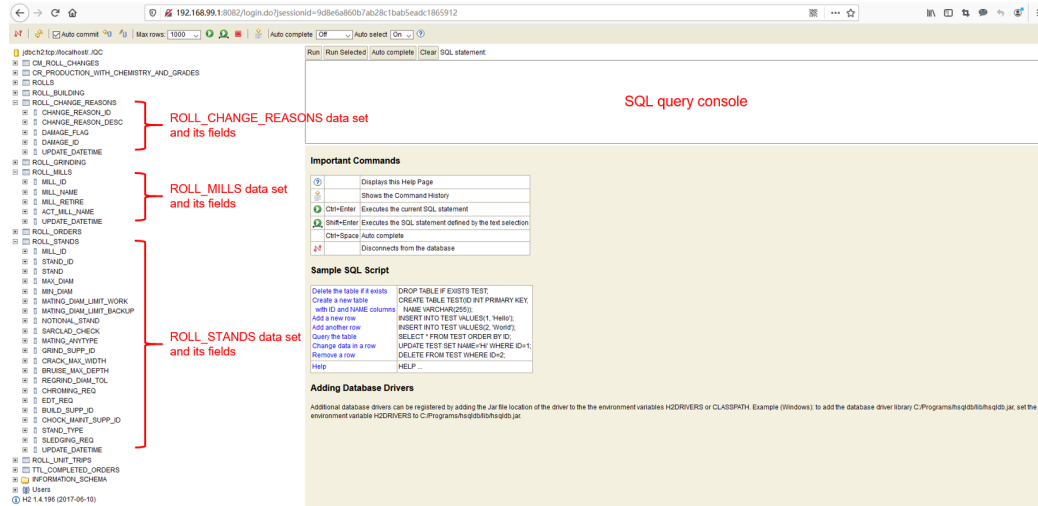 192.168.99.1:8082/login.do?jsessionid=9d8e6a860b7ab28c1bab5eadc1865912
Auto commit Max rows: 1000 Auto complete Off Auto select On
jdbc:h2:tcp://localhost/./QC
CM_ROLL_CHANGES
CR_PRODUCTION_WITH_CHEMISTRY_AND_GRADES
ROLLS
ROLL_BUILDING
ROLL_CHANGE_REASONS
CHANGE_REASON_ID
CHANGE_REASON_DESC
DAMAGE_FLAG
DAMAGE_ID
UPDATE_DATETIME
ROLL_GRINDING
ROLL_MILLS
MILL_ID
MILL_NAME
MILL_RETIRE
ACT_MILL_NAME
UPDATE_DATETIME
ROLL_ORDERS
ROLL_STANDS
MILL_ID
STAND_ID
STAND
MAX_DIAM
MIN_DIAM
MATING_DIAM_LIMIT_WORK
MATING_DIAM_LIMIT_BACKUP
NOTIONAL_STAND
SARCLAD_CHECK
MATING_ANYTYPE
GRIND_SUPP_ID
CRACK_MAX_WIDTH
BRUISE_MAX_DEPTH
REGRIND_DIAM_TOL
CHROMING_REQ
EDT_REQ
BUILD_SUPP_ID
CHOCK_MAINT_SUPP_ID
STAND_TYPE
SLEDGING_REQ
UPDATE_DATETIME
ROLL_UNIT_TRIPS
TTL_COMPLETED_ORDERS
INFORMATION_SCHEMA
Users
H2 1.4.196 (2017-06-10)
ROLL_CHANGE_REASONS data set
and its fields
ROLL_MILLS data set
and its fields
ROLL_STANDS data set
and its fields
Run Run Selected Auto complete Clear SQL statement:
SQL query console
Important Commands
Displays this Help Page
Shows the Command History
Ctrl+Enter Executes the current SQL statement
Shift+Enter Executes the SQL statement defined by the text selection
Ctrl+Space Auto complete
Disconnects from the database
Sample SQL Script
Delete the table if it exists DROP TABLE IF EXISTS TEST;
Create a new table CREATE TABLE TEST(ID INT PRIMARY KEY,
with ID and NAME columns NAME VARCHAR(255));
Add a new row INSERT INTO TEST VALUES(1, 'Hello');
Add another row INSERT INTO TEST VALUES(2, 'World');
Query the table SELECT * FROM TEST ORDER BY ID;
Change data in a row UPDATE TEST SET NAME='Hi' WHERE ID=1;
Remove a row DELETE FROM TEST WHERE ID=2;
Help HELP ...
Adding Database Drivers
Additional database drivers can be registered by adding the Jar file location of the driver to the the environment variables H2DRIVERS or CLASSPATH. Example (Windows): to add the database driver library C:/Programs/hsqldb/lib/hsqldb.jar, set the
environment variable H2DRIVERS to C:/Programs/hsqldb/lib/hsqldb.jar.